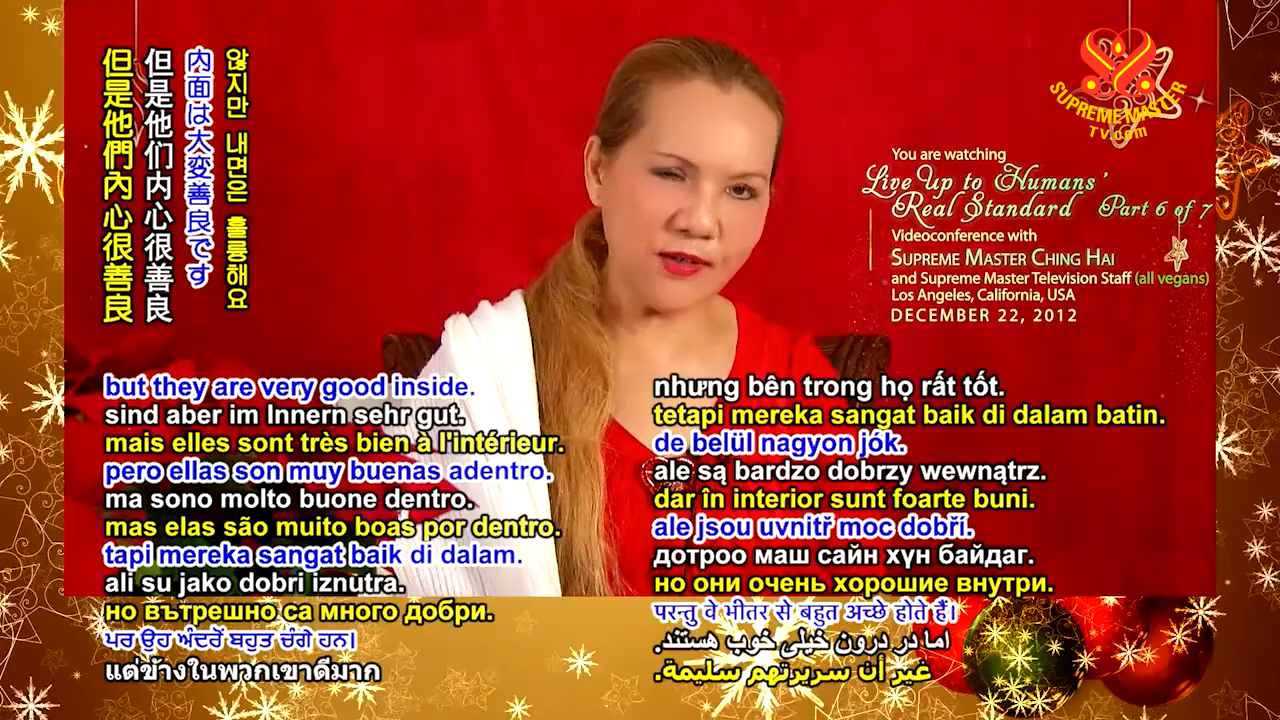 但是他們內心很善良
但是他们内心很善良
内面は大変善良です
않지만 내면은 훌륭해요
SUPREME MASTER
TV.com
You are watching
Live Up to Humans'
Real Standard Part 6 of 7
Videoconference with
SUPREME MASTER CHING HAI
and Supreme Master Television Staff (all vegans)
Los Angeles, California, USA
DECEMBER 22, 2012
but they are very good inside.
sind aber im Innern sehr gut.
mais elles sont très bien à l'intérieur.
pero ellas son muy buenas adentro.
ma sono molto buone dentro.
mas elas são muito boas por dentro.
tapi mereka sangat baik di dalam.
ali su jako dobri iznutra.
но вътрешно са много добри.
ਪਰ ਉਹ ਅੰਦਰੋਂ ਬਹੁਤ ਚੰਗੇ ਹਨ।
แต่ข้างในพวกเขาดีมาก
nhưng bên trong họ rất tốt.
tetapi mereka sangat baik di dalam batin.
de belül nagyon jók.
ale są bardzo dobrzy wewnątrz.
dar în interior sunt foarte buni.
ale jsou uvnitř moc dobří.
дотроо маш сайн хүн байдаг.
но они очень хорошие внутри.
परन्तु वे भीतर से बहुत अच्छे होते हैं।
اما در درون خیلی خوب هستند.
غير أن سريرتهم سليمة.